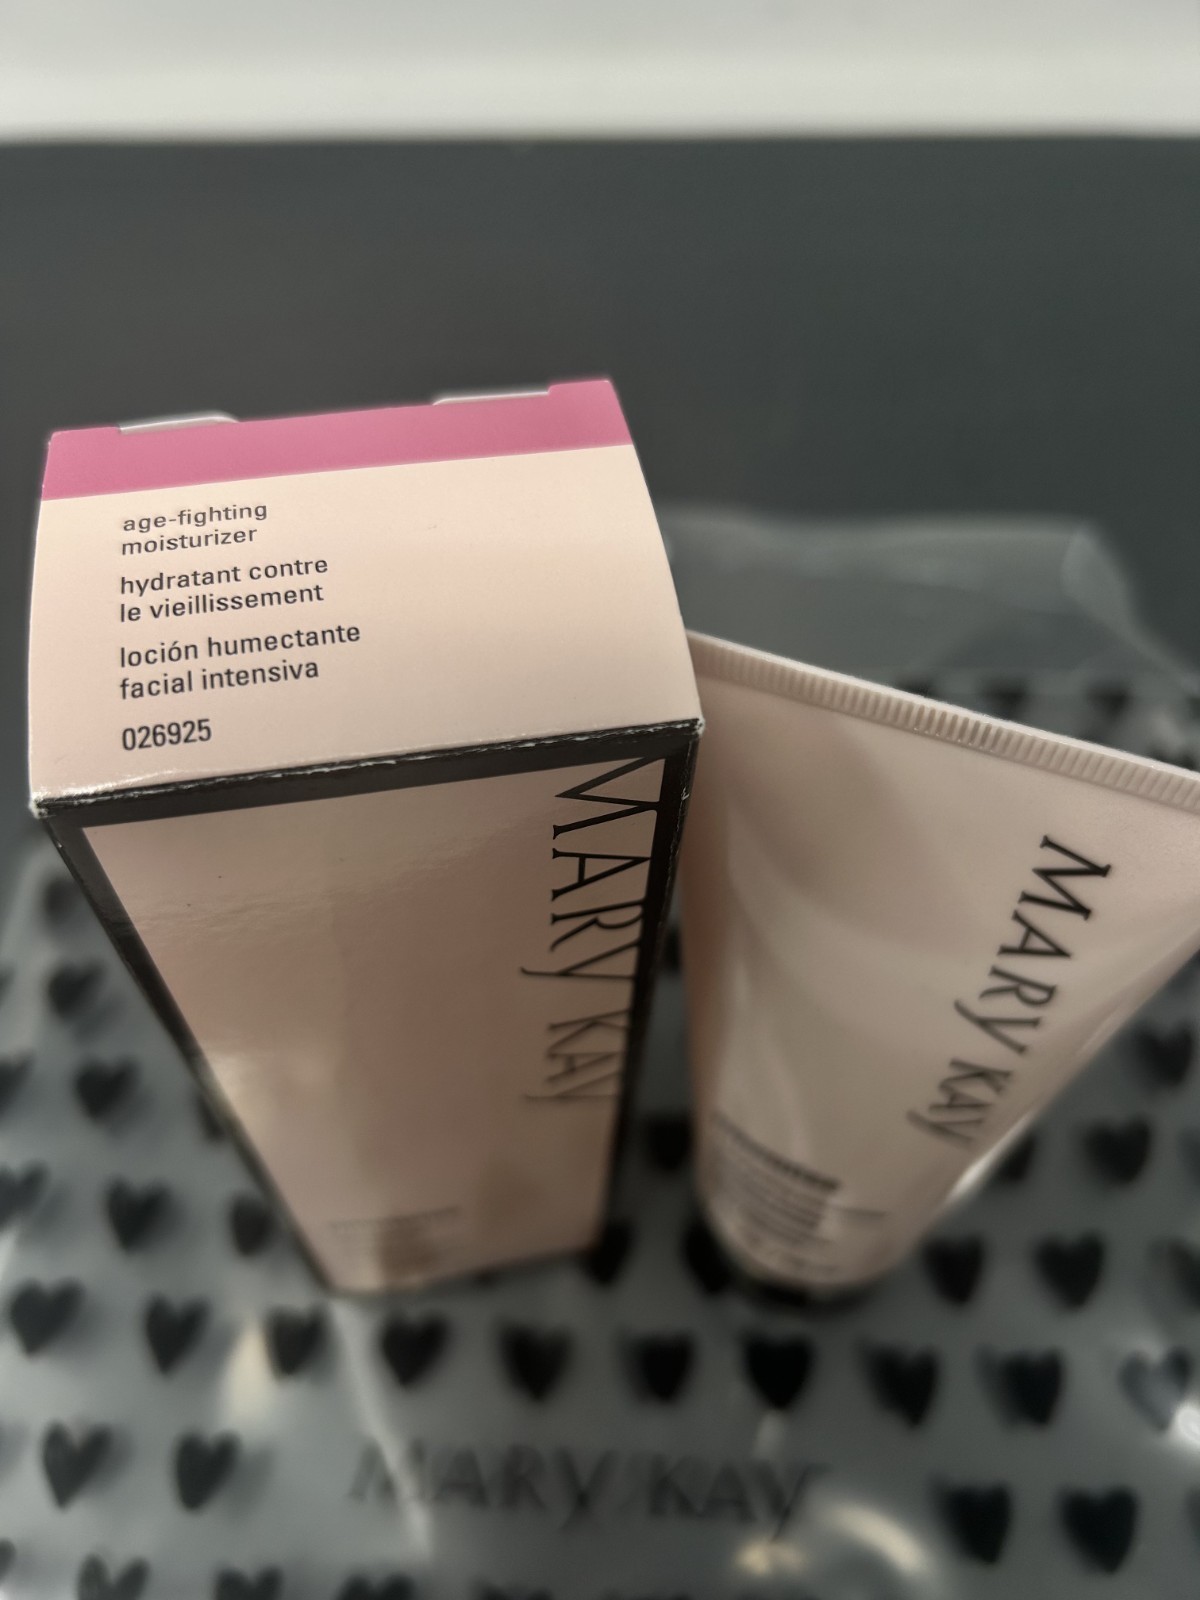 age-fighting
moisturizer
hydratant contre
le vieillissement
loción humectante
facial intensiva
026925
MARY KAY
MARY KAY
MARY KAY